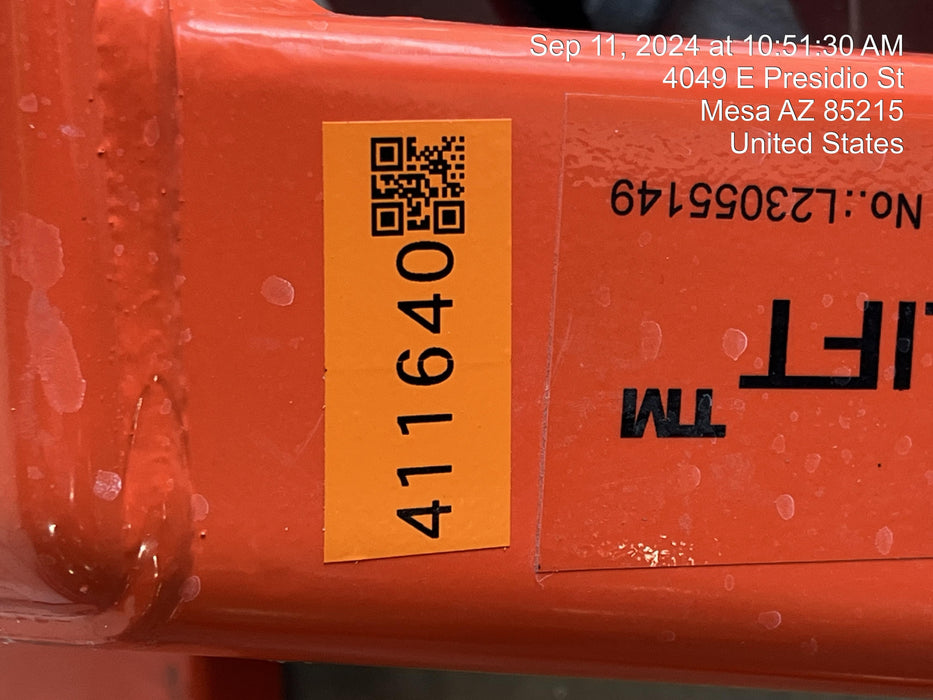 Sep 11, 2024 at 10:51:30 AM
4049 E Presidio St
Mesa AZ 85215
United States
411640
No.:L23055149
LIFT
TM